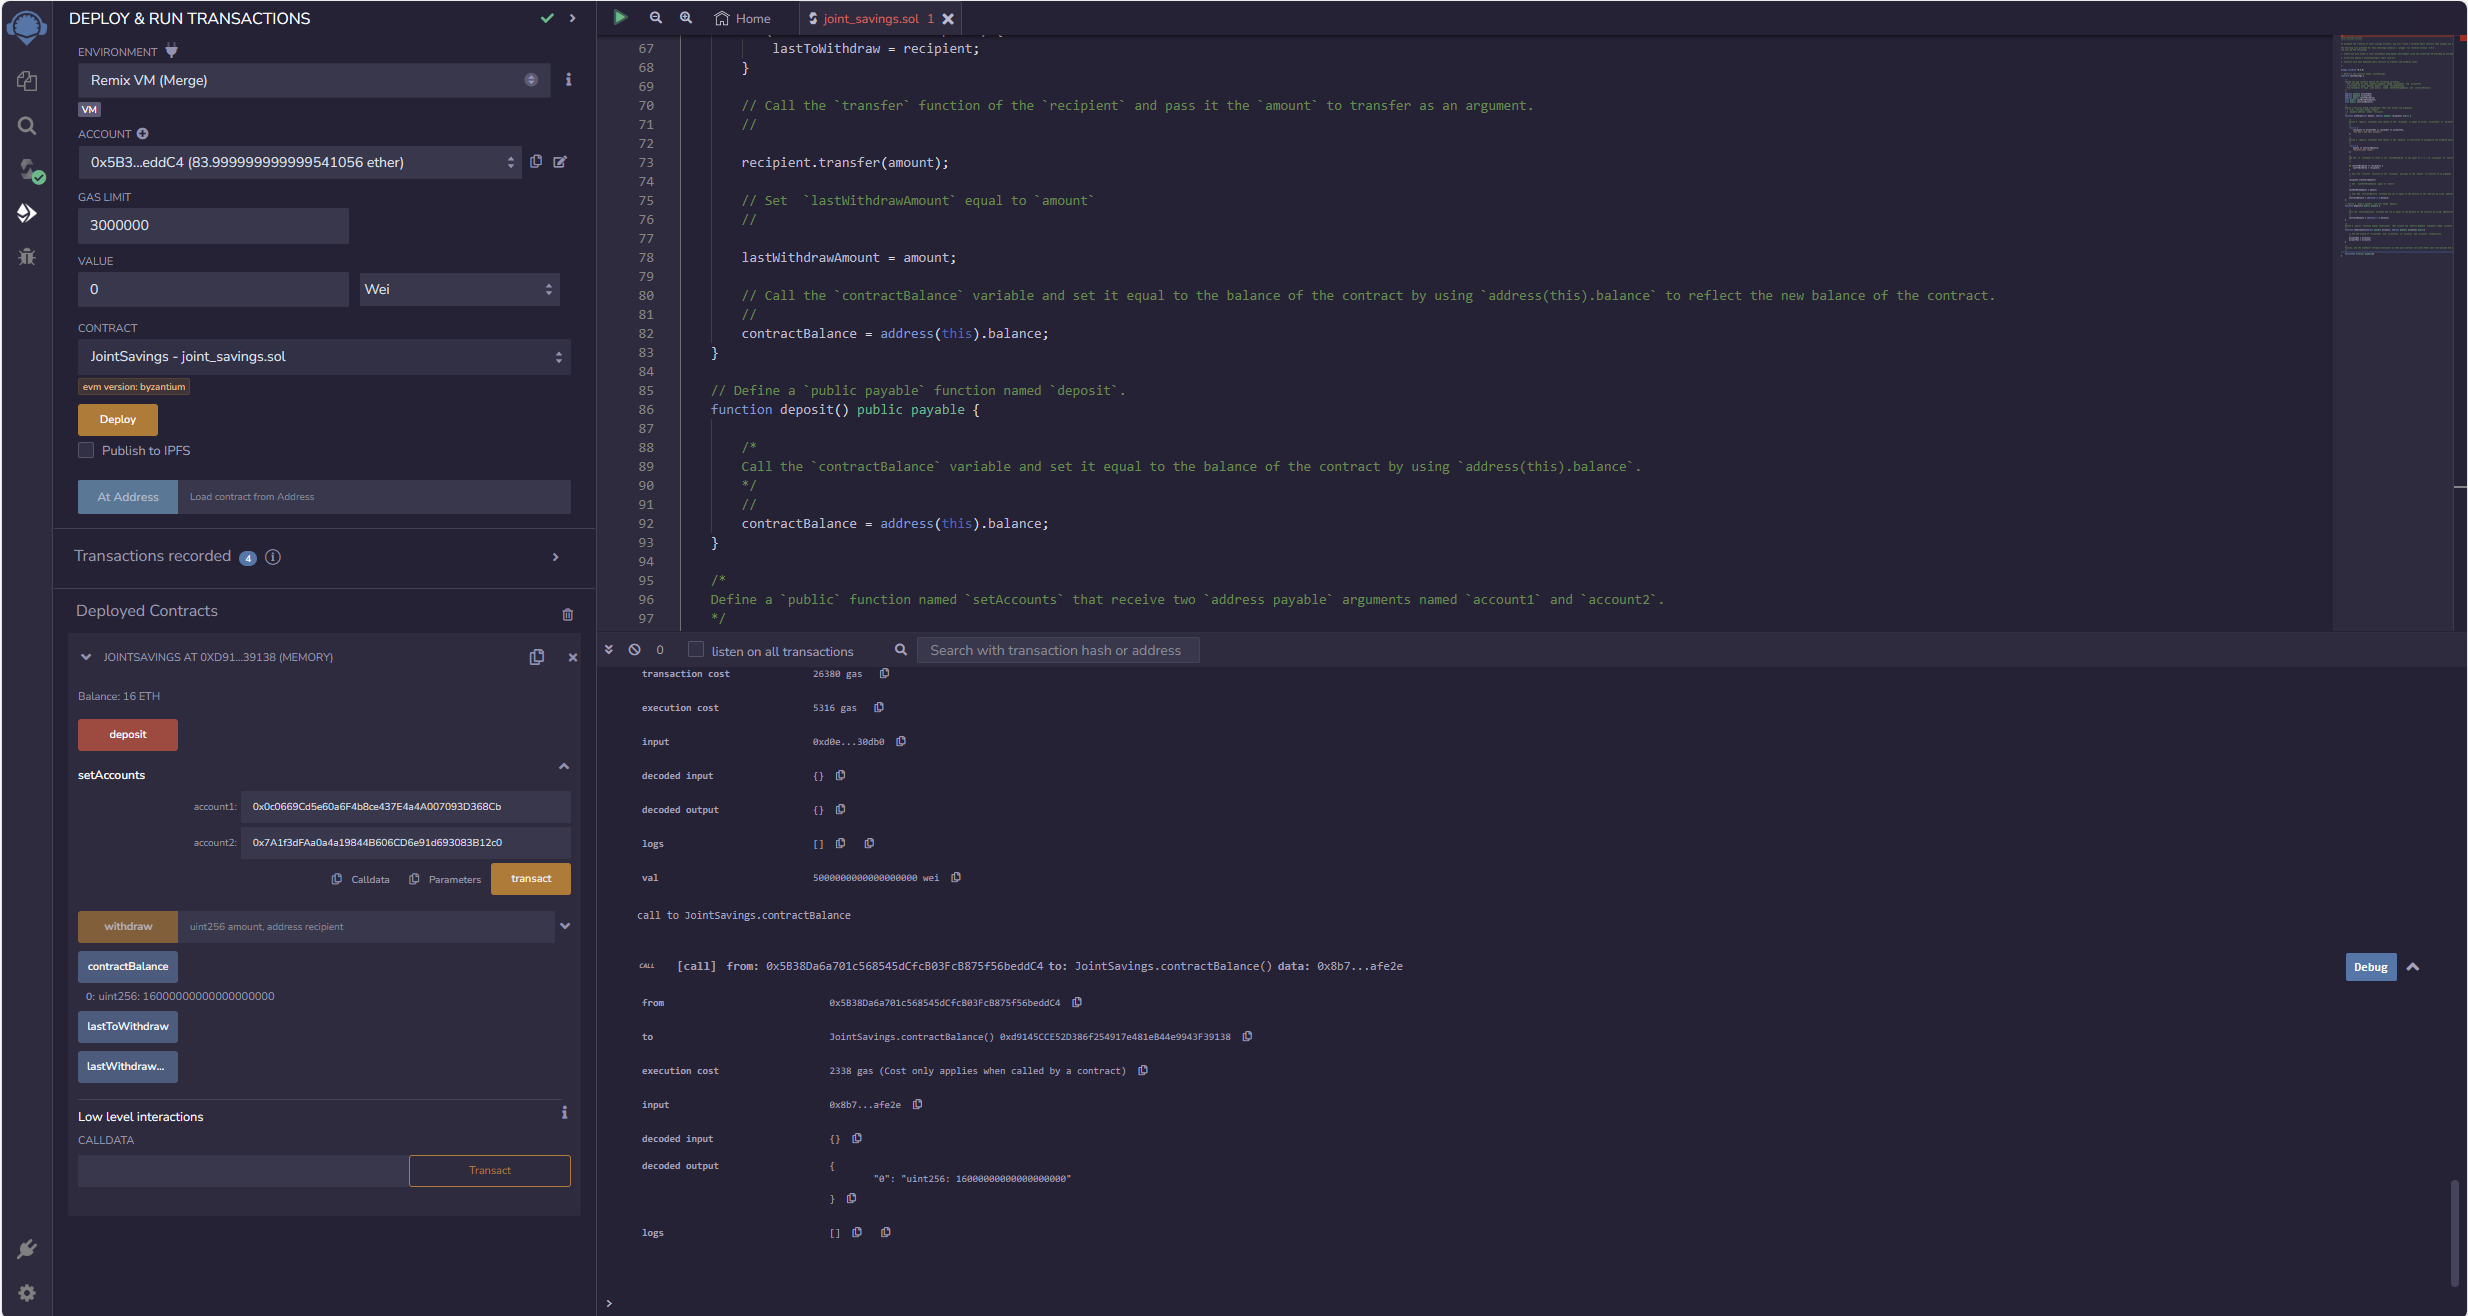 DEPLOY & RUN TRANSACTIONS
ENVIRONMENT
Remix VM (Merge)
VM
ACCOUNT
0x5B3...eddC4 (83.999999999999541056 ether)
GAS LIMIT
3000000
VALUE
0
Wei
CONTRACT
JointSavings - joint_savings.sol
evm version: byzantium
Deploy
Publish to IPFS
At Address
Load contract from Address
Transactions recorded 4
Deployed Contracts
JOINTSAVINGS AT 0XD91...39138 (MEMORY)
Balance: 16 ETH
deposit
setAccounts
account1: 0x0c0669Cd5e60a6F4b8ce437E4a4A007093D368Cb
account2: 0x7A1f3dFAa0a4a19844B606CD6e91d693083B12c0
Calldata Parameters transact
withdraw uint256 amount, address recipient
contractBalance
0: uint256: 16000000000000000000
lastToWithdraw
lastWithdraw...
Low level interactions
CALLDATA
Transact
Home
joint_savings.sol 1
67 lastToWithdraw = recipient;
68 }
69
70 // Call the `transfer` function of the `recipient` and pass it the `amount` to transfer as an argument.
71 //
72
73 recipient.transfer(amount);
74
75 // Set  `lastWithdrawAmount` equal to `amount`
76 //
77
78 lastWithdrawAmount = amount;
79
80 // Call the `contractBalance` variable and set it equal to the balance of the contract by using `address(this).balance` to reflect the new balance of the contract.
81 //
82 contractBalance = address(this).balance;
83 }
84
85 // Define a `public payable` function named `deposit`.
86 function deposit() public payable {
87
88 /*
89 Call the `contractBalance` variable and set it equal to the balance of the contract by using `address(this).balance`.
90 */
91 //
92 contractBalance = address(this).balance;
93 }
94
95 /*
96 Define a `public` function named `setAccounts` that receive two `address payable` arguments named `account1` and `account2`.
97 */
0 listen on all transactions Search with transaction hash or address
transaction cost 26380 gas
execution cost 5316 gas
input 0xd0e...30db0
decoded input {}
decoded output {}
logs []
val 5000000000000000000 wei
call to JointSavings.contractBalance
CALL [call] from: 0x5B38Da6a701c568545dCfcB03FcB875f56beddC4 to: JointSavings.contractBalance() data: 0x8b7...afe2e
Debug
from 0x5B38Da6a701c568545dCfcB03FcB875f56beddC4
to JointSavings.contractBalance() 0xd9145CCE52D386f254917e481eB44e9943F39138
execution cost 2338 gas (Cost only applies when called by a contract)
input 0x8b7...afe2e
decoded input {}
decoded output {
"0": "uint256: 16000000000000000000"
}
logs []
>